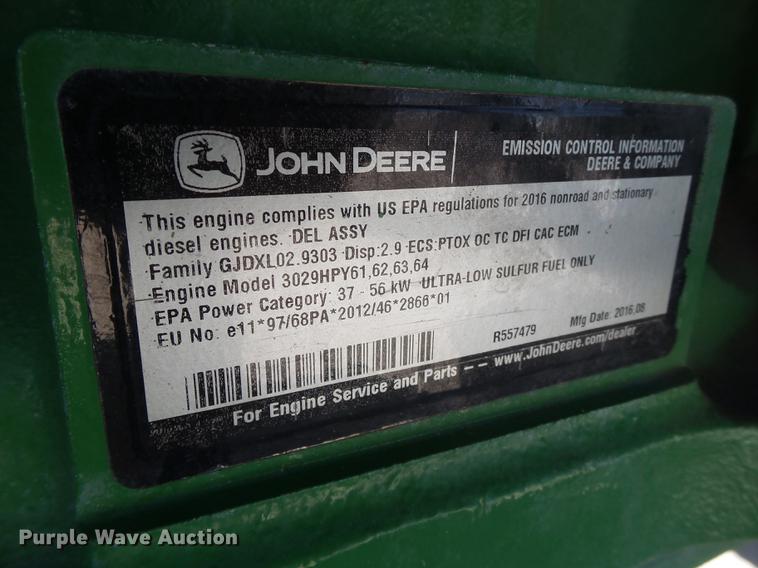 JOHN DEERE
EMISSION CONTROL INFORMATION
DEERE & COMPANY
This engine complies with US EPA regulations for 2016 nonroad and stationary
diesel engines. DEL ASSY
Family GJDXL02.9303 Disp:2.9 ECS:PTOX OC TC DFI CAC ECM
Engine Model 3029HPY61,62,63,64
EPA Power Category: 37 - 56 kW ULTRA-LOW SULFUR FUEL ONLY
EU No: e11*97/68PA*2012/46*2866*01
R557479
Mfg Date: 2016,08
For Engine Service and Parts -- www.JohnDeere.com/dealer
Purple Wave Auction